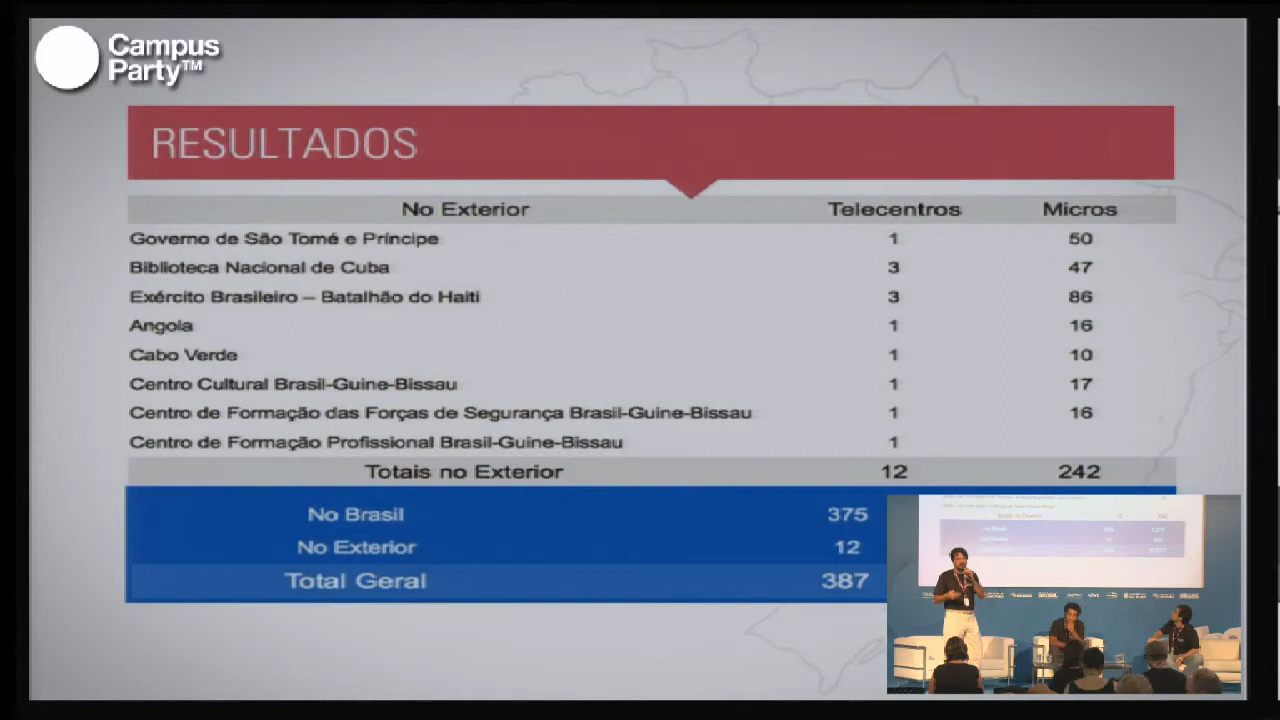 Campus
Party™
RESULTADOS
No Exterior Telecentros Micros
Governo de São Tomé e Príncipe 1 50
Biblioteca Nacional de Cuba 3 47
Exército Brasileiro – Batalhão do Haiti 3 86
Angola 1 16
Cabo Verde 1 10
Centro Cultural Brasil-Guine-Bissau 1 17
Centro de Formação das Forças de Segurança Brasil-Guine-Bissau 1 16
Centro de Formação Profissional Brasil-Guine-Bissau 1
Totais no Exterior 12 242
No Brasil 375
No Exterior 12
Total Geral 387